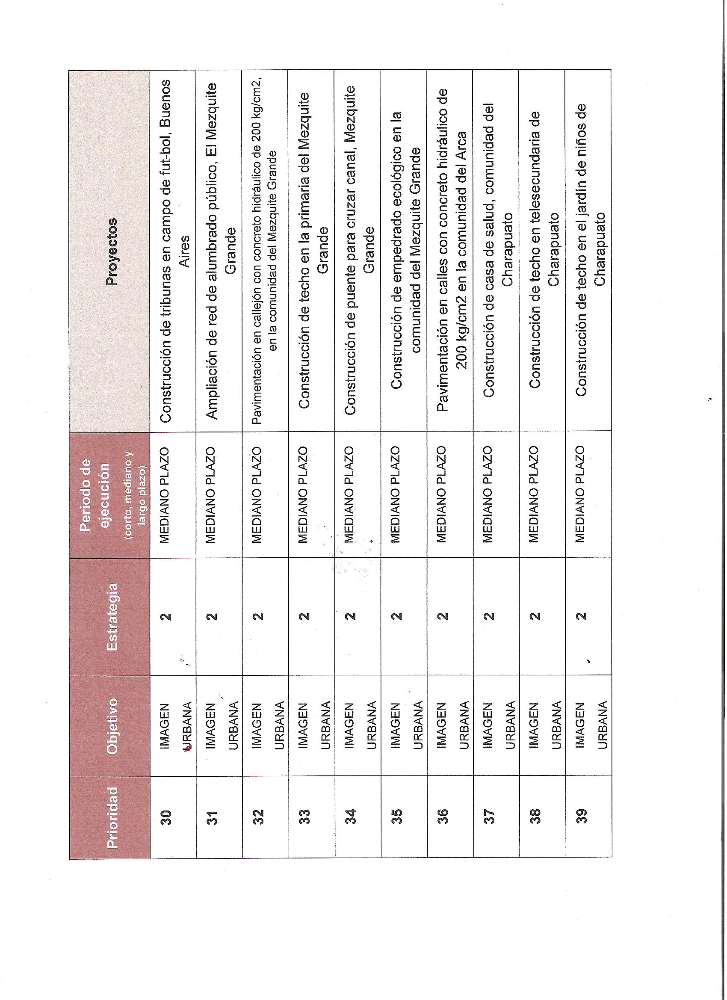 Prioridad
Objetivo
Estrategia
Periodo de
ejecución
(corto, mediano y
largo plazo)
Proyectos
30
IMAGEN
URBANA
2
MEDIANO PLAZO
Construcción de tribunas en campo de fut-bol, Buenos
Aires
31
IMAGEN
URBANA
2
MEDIANO PLAZO
Ampliación de red de alumbrado público, El Mezquite
Grande
32
IMAGEN
URBANA
2
MEDIANO PLAZO
Pavimentación en callejón con concreto hidráulico de 200 kg/cm2,
en la comunidad del Mezquite Grande
33
IMAGEN
URBANA
2
MEDIANO PLAZO
Construcción de techo en la primaria del Mezquite
Grande
34
IMAGEN
URBANA
2
MEDIANO PLAZO
Construcción de puente para cruzar canal, Mezquite
Grande
35
IMAGEN
URBANA
2
MEDIANO PLAZO
Construcción de empedrado ecológico en la
comunidad del Mezquite Grande
36
IMAGEN
URBANA
2
MEDIANO PLAZO
Pavimentación en calles con concreto hidráulico de
200 kg/cm2 en la comunidad del Arca
37
IMAGEN
URBANA
2
MEDIANO PLAZO
Construcción de casa de salud, comunidad del
Charapuato
38
IMAGEN
URBANA
2
MEDIANO PLAZO
Construcción de techo en telesecundaria de
Charapuato
39
IMAGEN
URBANA
2
MEDIANO PLAZO
Construcción de techo en el jardín de niños de
Charapuato